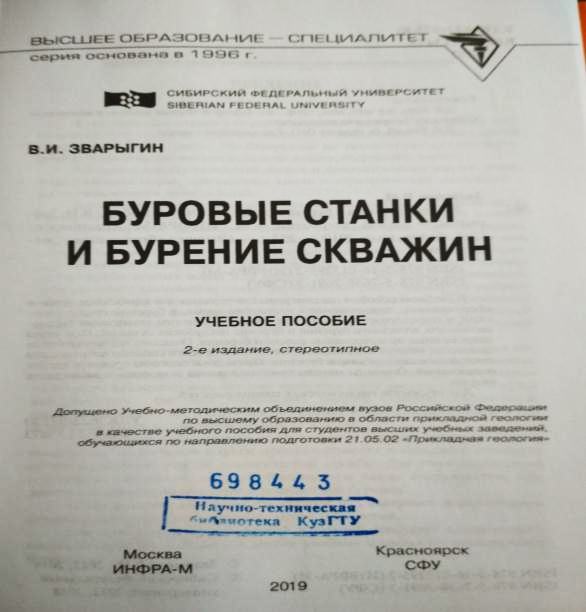 ВЫСШЕЕ ОБРАЗОВАНИЕ – СПЕЦИАЛИТЕТ
серия основана в 1996 г.
СИБИРСКИЙ ФЕДЕРАЛЬНЫЙ УНИВЕРСИТЕТ
SIBERIAN FEDERAL UNIVERSITY
В.И. ЗВАРЫГИН
БУРОВЫЕ СТАНКИ
И БУРЕНИЕ СКВАЖИН
УЧЕБНОЕ ПОСОБИЕ
2-е издание, стереотипное
Допущено Учебно-методическим объединением вузов Российской Федерации
по высшему образованию в области прикладной геологии
в качестве учебного пособия для студентов высших учебных заведений,
обучающихся по направлению подготовки 21.05.02 «Прикладная геология»
698443
Научно-техническая
библиотека КузГТУ
Москва
ИНФРА-М
Красноярск
СФУ
2019